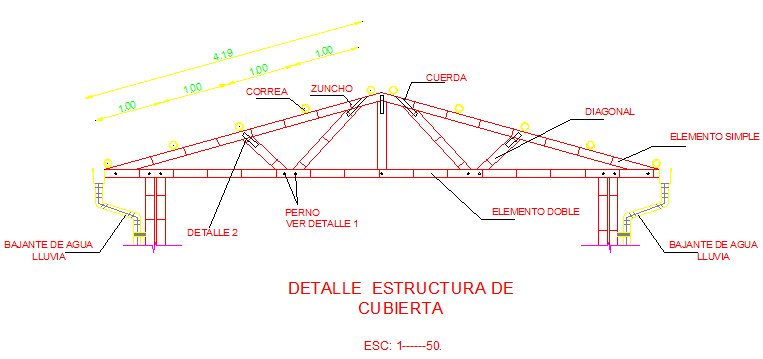 4.19
1.00
1.00
1.00
1.00
CORREA
ZUNCHO
CUERDA
DIAGONAL
ELEMENTO SIMPLE
DETALLE 2
PERNO
VER DETALLE 1
ELEMENTO DOBLE
BAJANTE DE AGUA
LLUVIA
BAJANTE DE AGUA
LLUVIA
DETALLE ESTRUCTURA DE
CUBIERTA
ESC: 1------50.